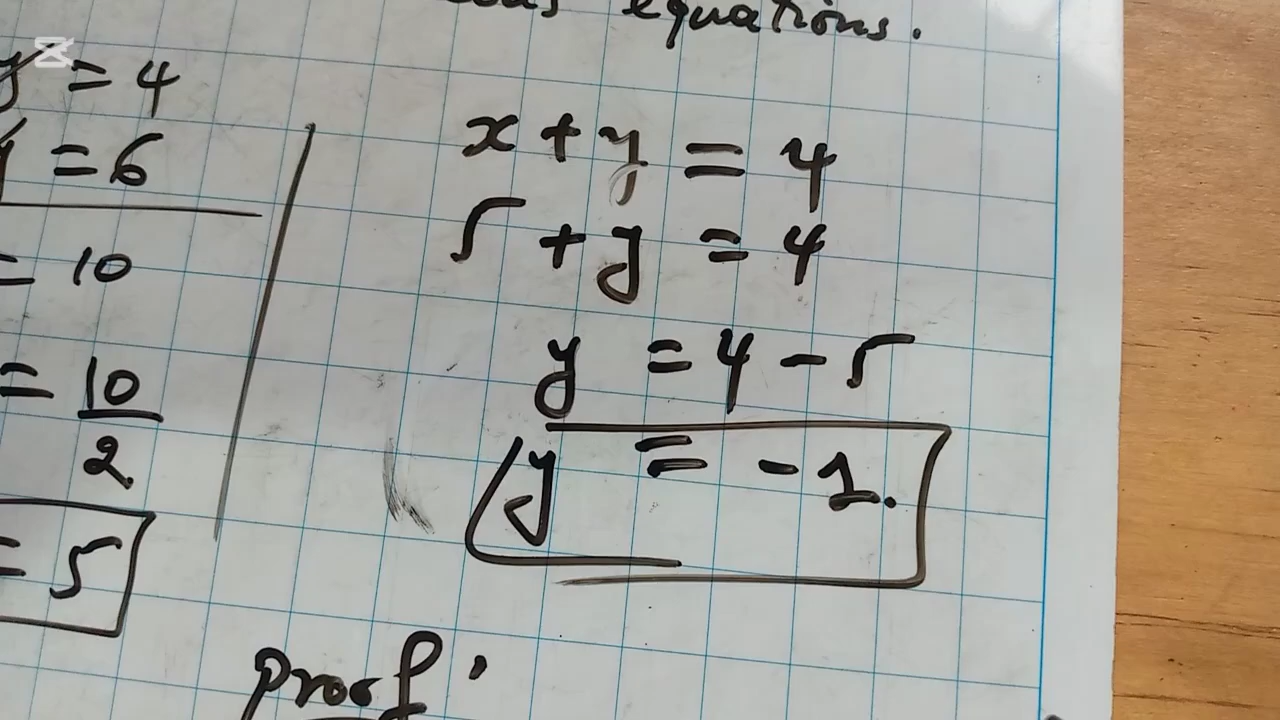 equations.
= 4
= 6
= 10
= 10
2
= 5
x + y = 4
5 + y = 4
y = 4 - 5
y = -1.
Proof'